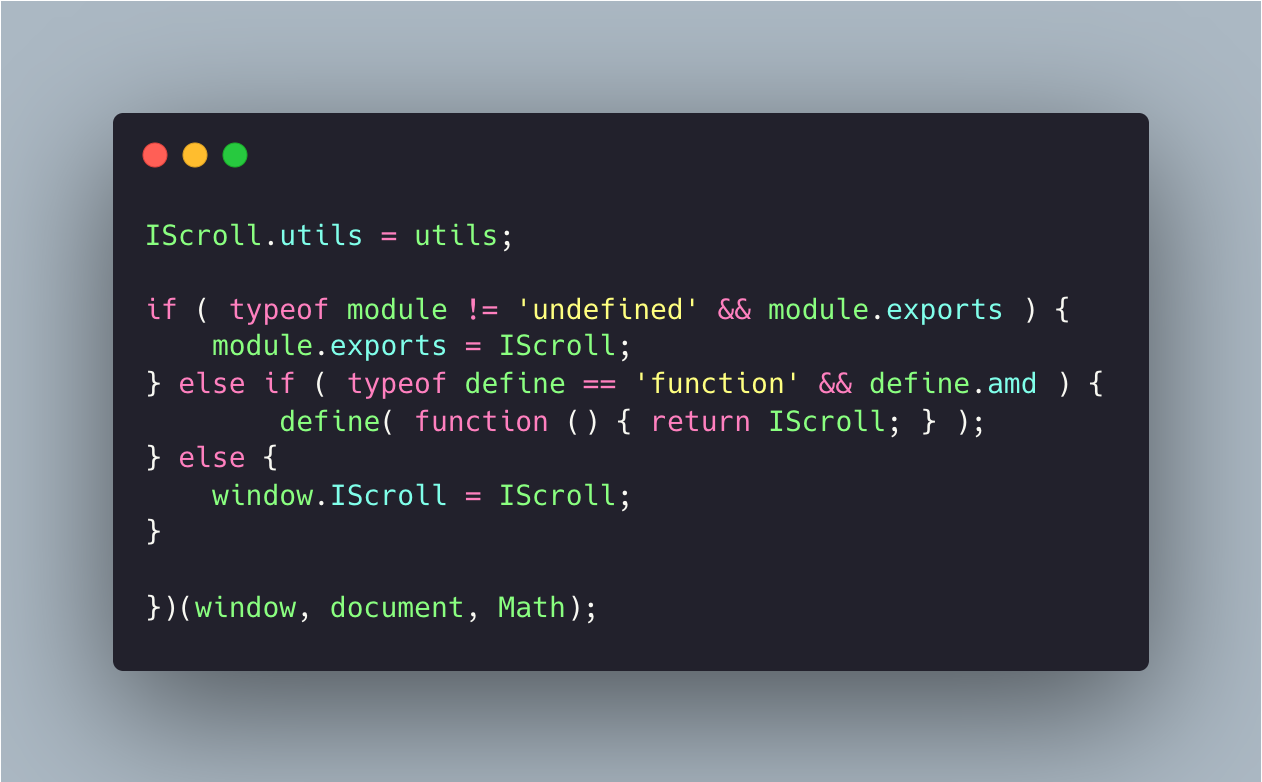 IScroll.utils = utils;

if ( typeof module != 'undefined' && module.exports ) {
    module.exports = IScroll;
} else if ( typeof define == 'function' && define.amd ) {
        define( function () { return IScroll; } );
} else {
    window.IScroll = IScroll;
}

})(window, document, Math);